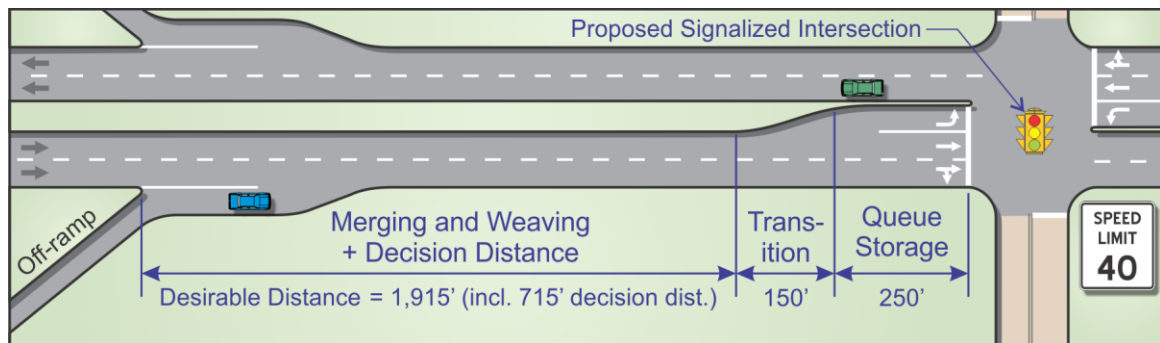 Proposed Signalized Intersection
Off-ramp
Merging and Weaving
+ Decision Distance
Trans-
ition
Queue
Storage
Desirable Distance = 1,915' (incl. 715' decision dist.)
150'
250'
SPEED
LIMIT
40